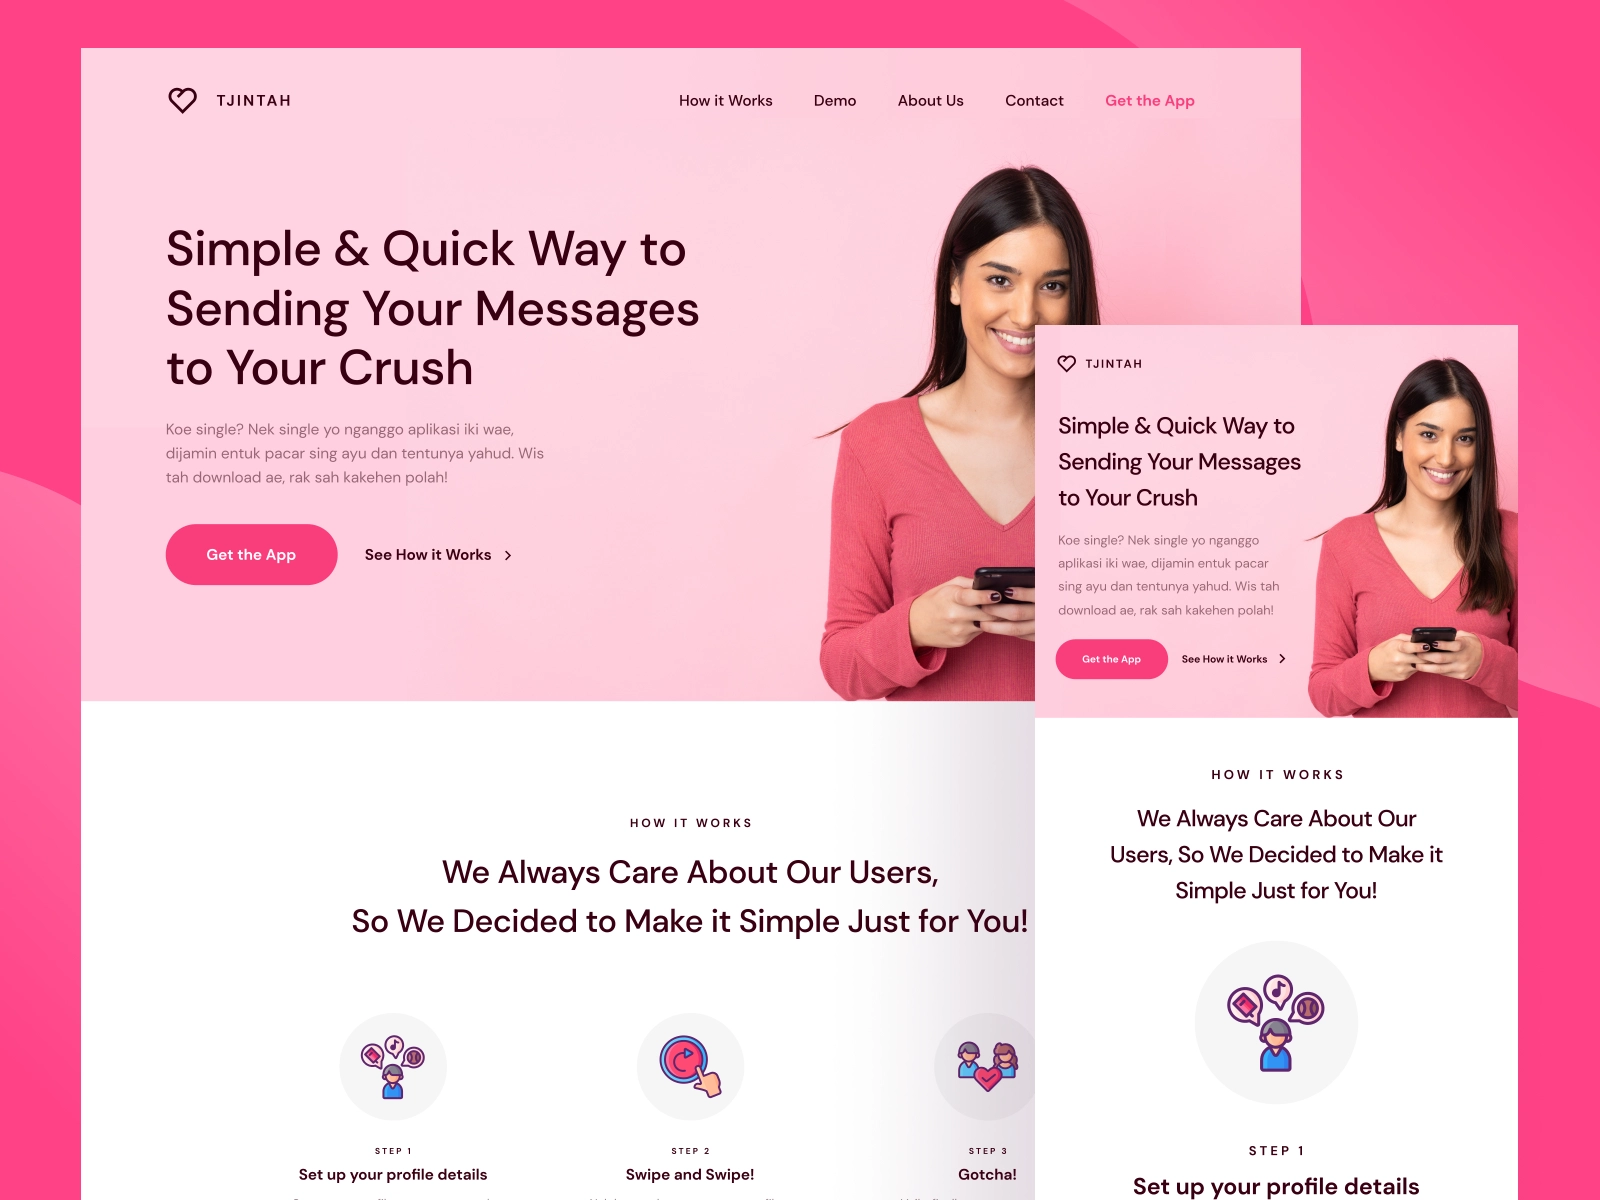 TJINTAH
How it Works
Demo
About Us
Contact
Get the App
Simple & Quick Way to
Sending Your Messages
to Your Crush
Koe single? Nek single yo nganggo aplikasi iki wae,
dijamin entuk pacar sing ayu dan tentunya yahud. Wis
tah download ae, rak sah kakehen polah!
Get the App
See How it Works
HOW IT WORKS
We Always Care About Our Users,
So We Decided to Make it Simple Just for You!
STEP 1
Set up your profile details
STEP 2
Swipe and Swipe!
STEP 3
Gotcha!
TJINTAH
Simple & Quick Way to
Sending Your Messages
to Your Crush
Koe single? Nek single yo nganggo
aplikasi iki wae, dijamin entuk pacar
sing ayu dan tentunya yahud. Wis tah
download ae, rak sah kakehen polah!
Get the App
See How it Works
HOW IT WORKS
We Always Care About Our
Users, So We Decided to Make it
Simple Just for You!
STEP 1
Set up your profile details